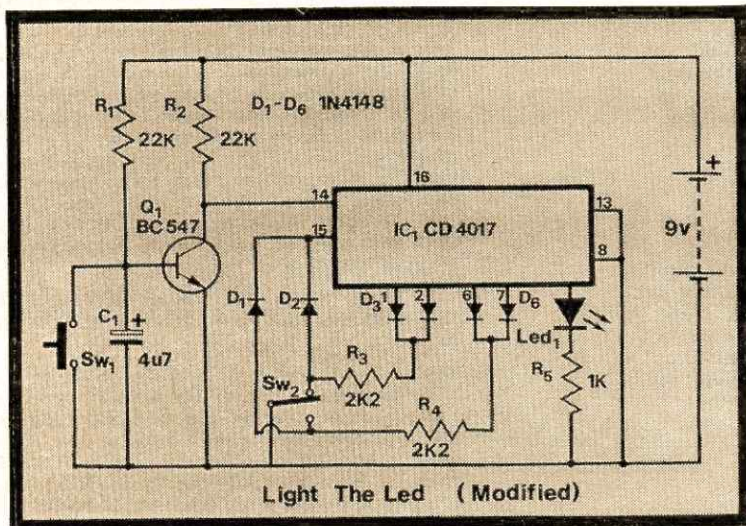 R1
R2
D1-D6 1N4148
22K
22K
+
16
14
13
Q1
BC 547
15
IC1 CD 4017
8
9v
D1
D2
D3
1
2
6
7
D6
Led1
C1
+
R3
Sw1
4u7
Sw2
2K2
R4
R5
1K
2K2
Light The Led (Modified)